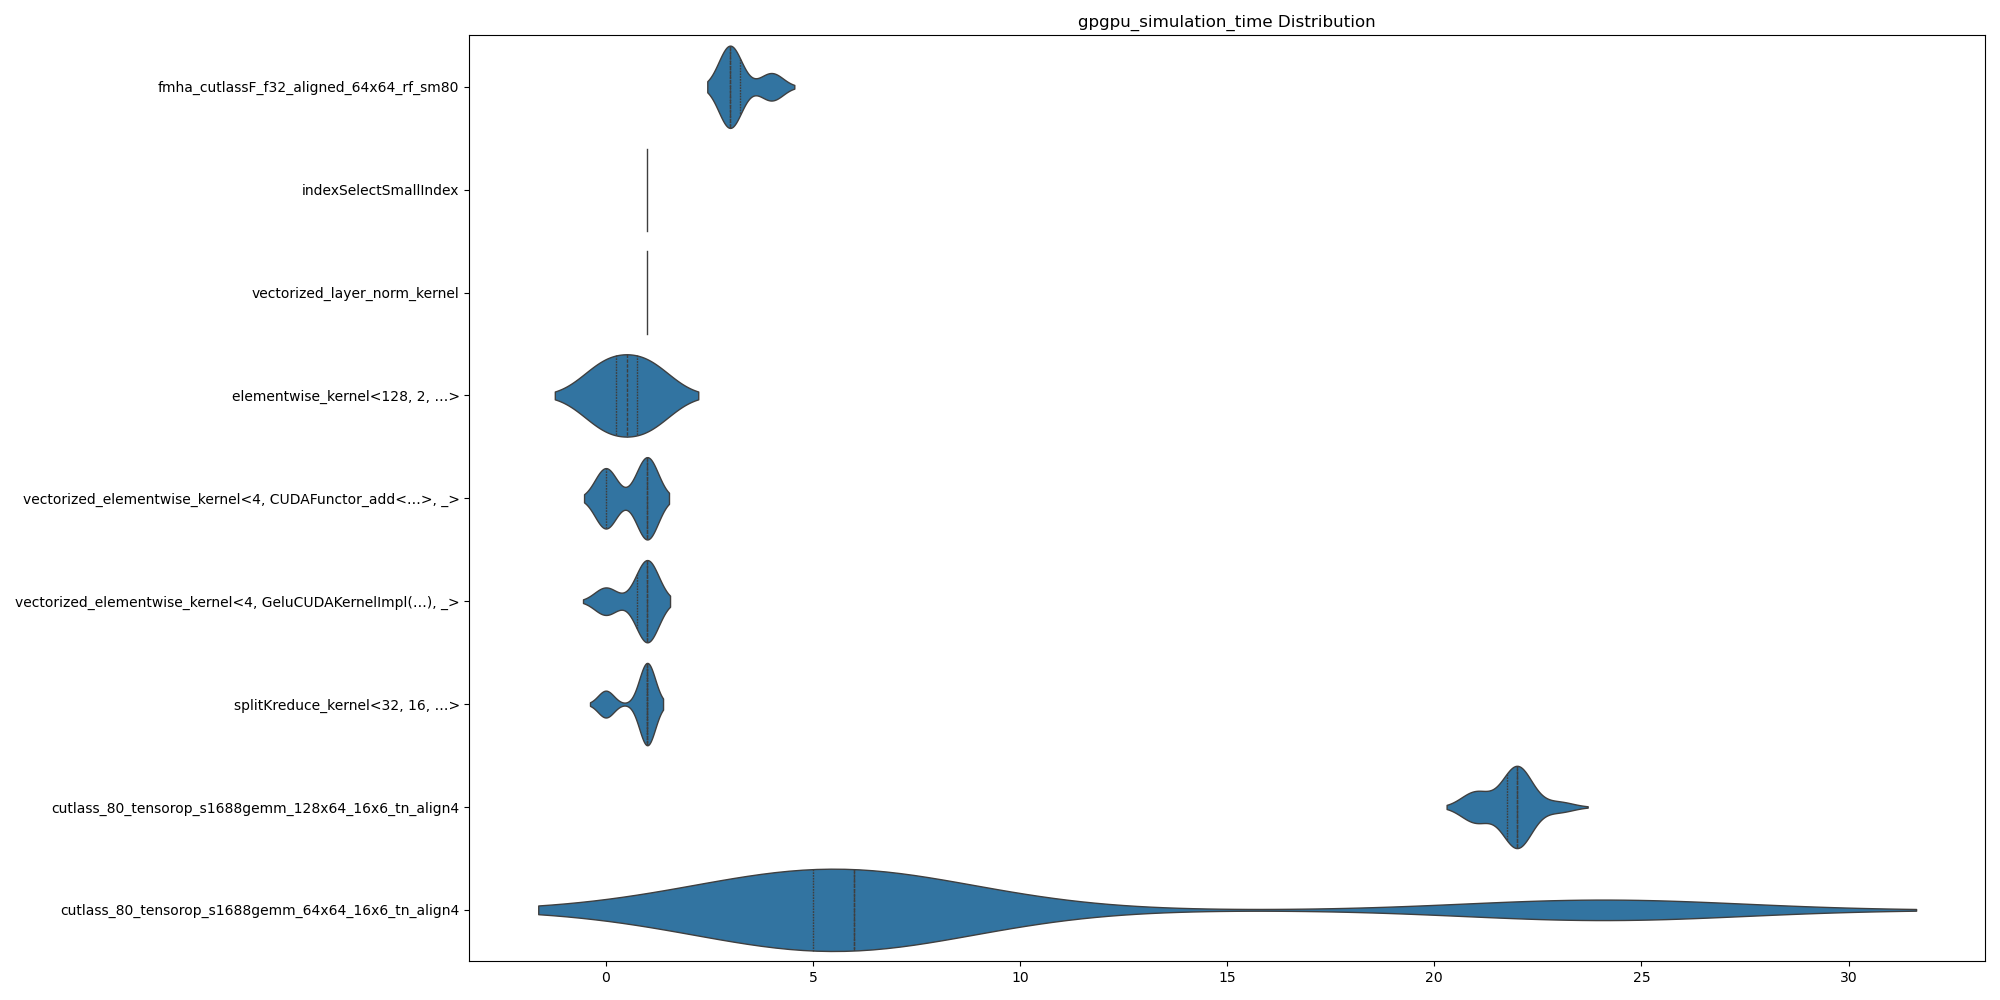 gpgpu_simulation_time Distribution
fmha_cutlassF_f32_aligned_64x64_rf_sm80
indexSelectSmallIndex
vectorized_layer_norm_kernel
elementwise_kernel<128, 2, ...>
vectorized_elementwise_kernel<4, CUDAFunctor_add<...>, _>
vectorized_elementwise_kernel<4, GeluCUDAKernelImpl(...), _>
splitKreduce_kernel<32, 16, ...>
cutlass_80_tensorop_s1688gemm_128x64_16x6_tn_align4
cutlass_80_tensorop_s1688gemm_64x64_16x6_tn_align4
0 5 10 15 20 25 30